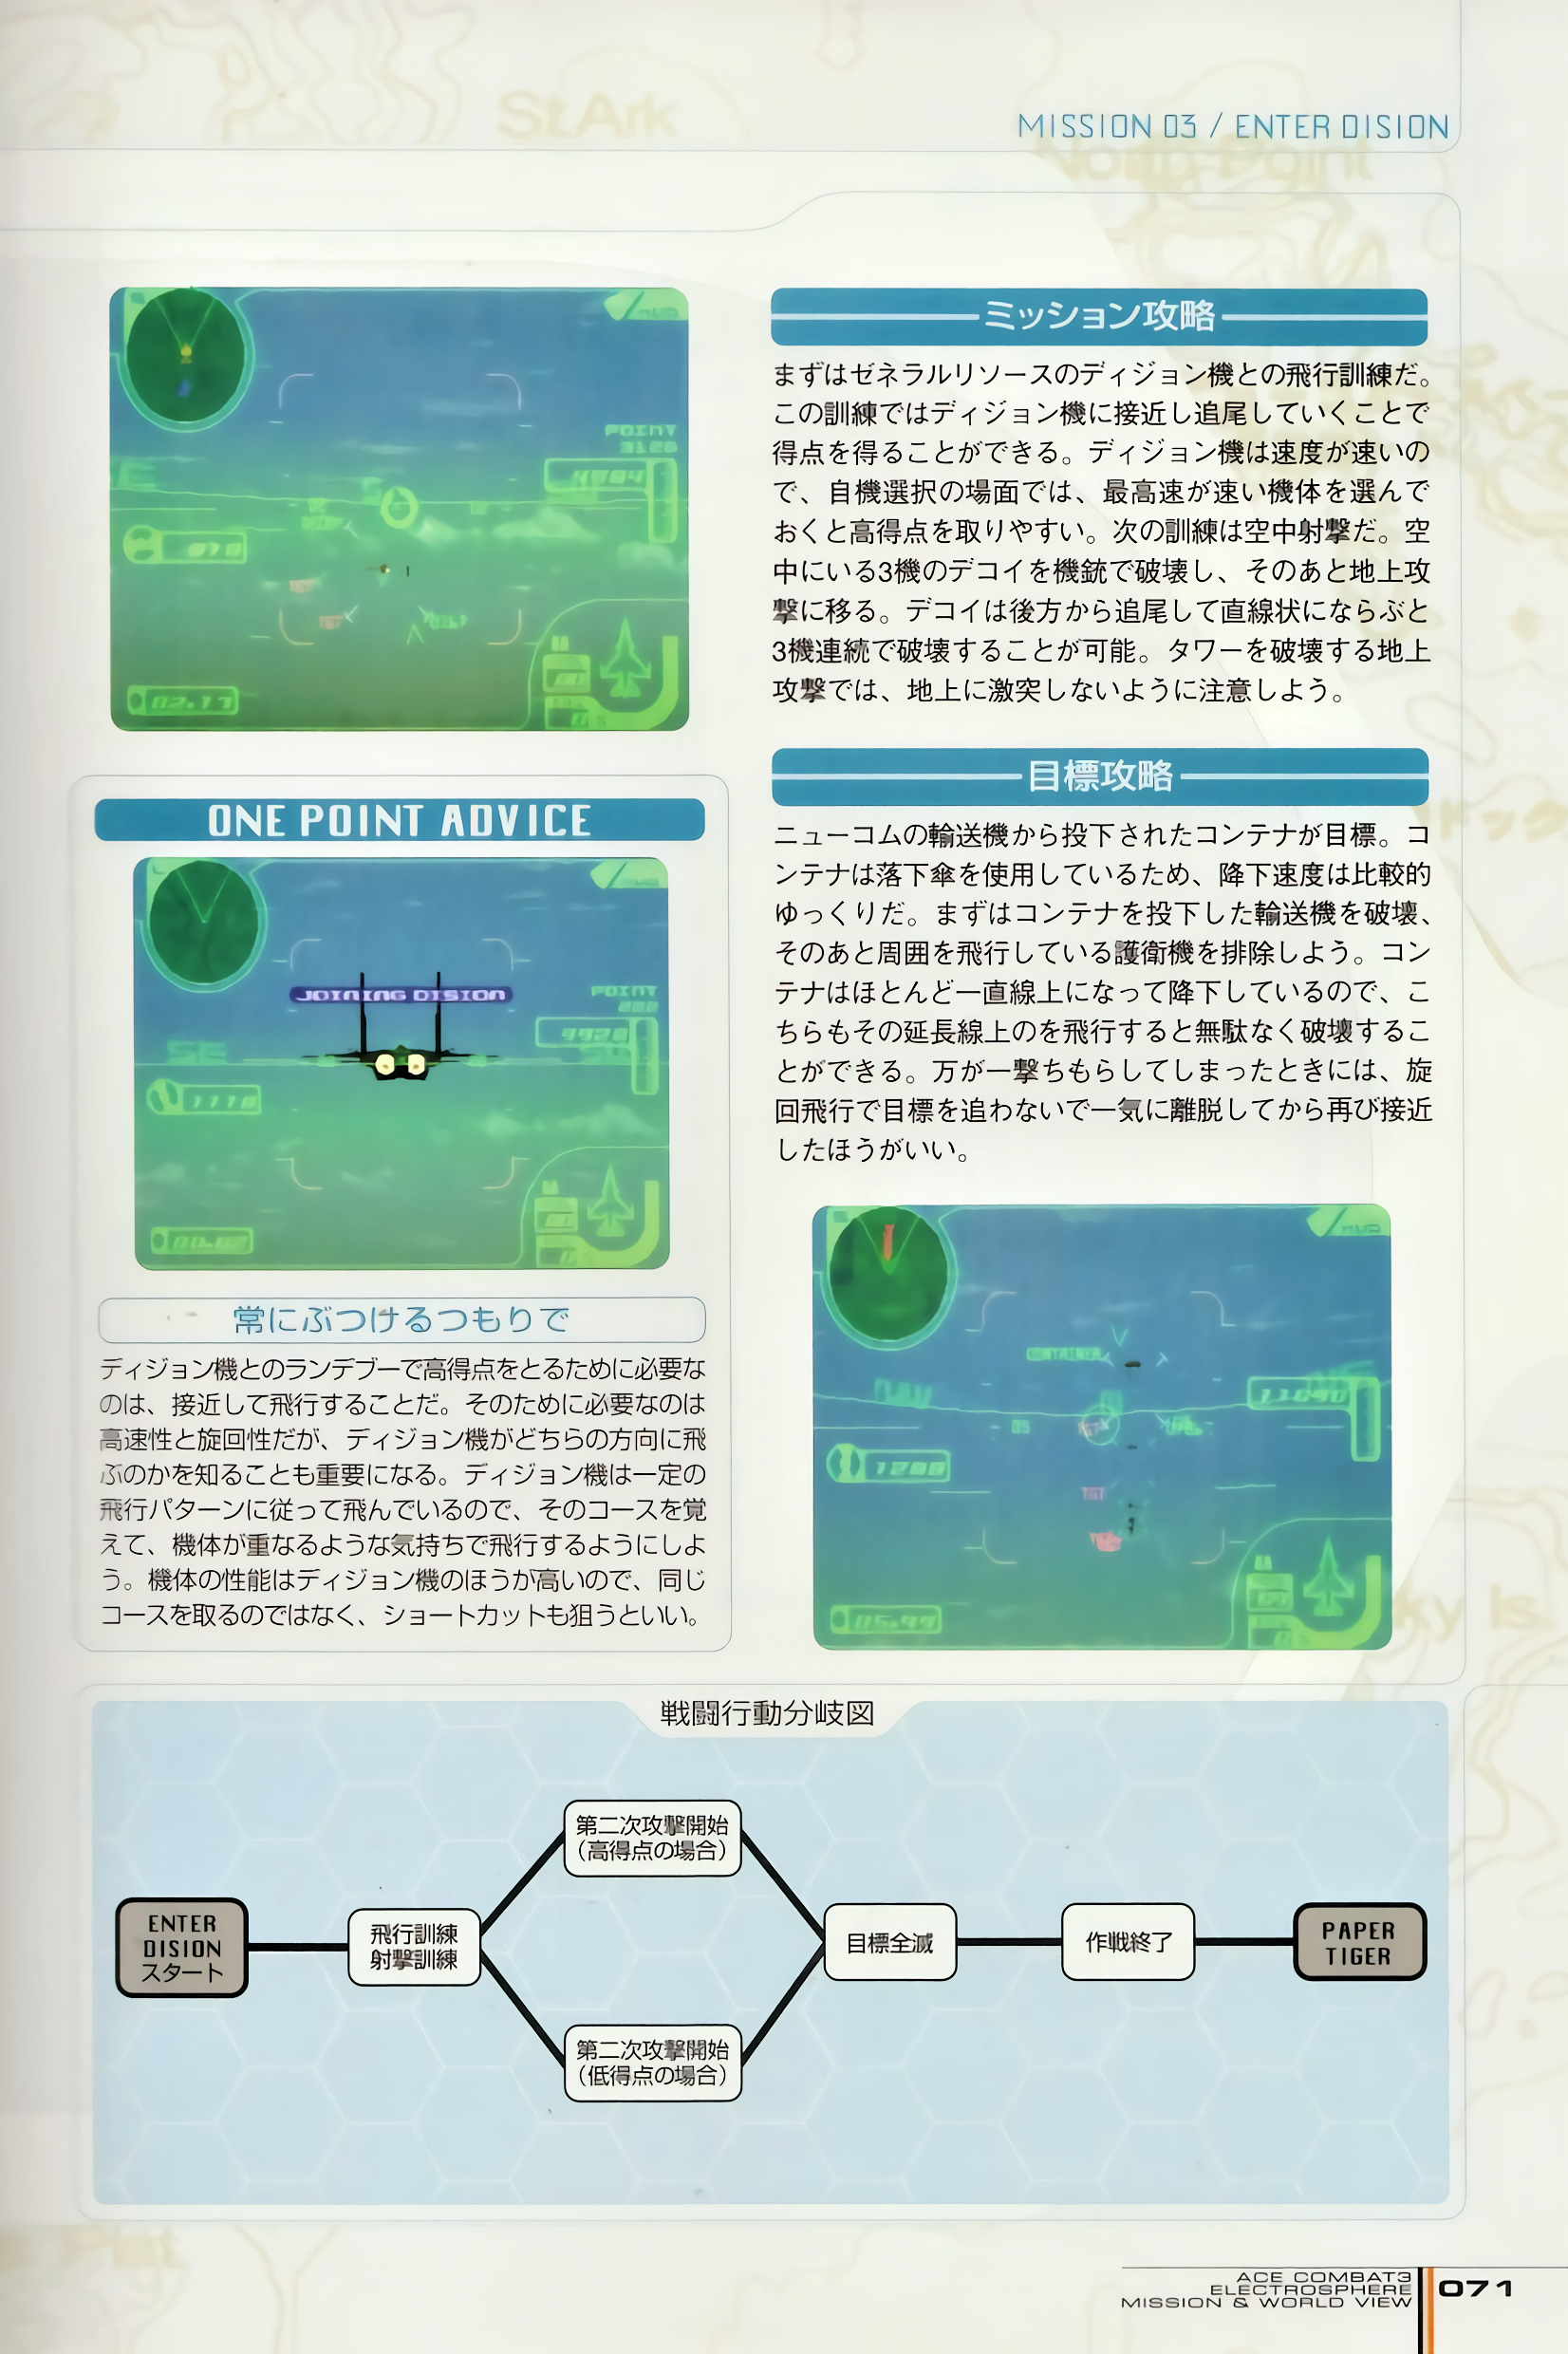 St.Ark
MISSION 03 / ENTER DISION
North Point
ミッション攻略
まずはゼネラルリソースのディジョン機との飛行訓練だ。
この訓練ではディジョン機に接近し追尾していくことで
得点を得ることができる。ディジョン機は速度が速いの
で、自機選択の場面では、最高速が速い機体を選んで
おくと高得点を取りやすい。次の訓練は空中射撃だ。空
中にいる3機のデコイを機銃で破壊し、そのあと地上攻
撃に移る。デコイは後方から追尾して直線状にならぶと
3機連続で破壊することが可能。タワーを破壊する地上
攻撃では、地上に激突しないように注意しよう。
POINT
02.17
ONE POINT ADVICE
JOINING DISION
POINT
9920
SE
1118
常にぶつけるつもりで
ディジョン機とのランデブーで高得点をとるために必要な
のは、接近して飛行することだ。そのために必要なのは
高速性と旋回性だが、ディジョン機がどちらの方向に飛
ぶのかを知ることも重要になる。ディジョン機は一定の
飛行パターンに従って飛んでいるので、そのコースを覚
えて、機体が重なるような気持ちで飛行するようにしよ
う。機体の性能はディジョン機のほうが高いので、同じ
コースを取るのではなく、ショートカットも狙うといい。
目標攻略
ニューコムの輸送機から投下されたコンテナが目標。コ
ンテナは落下傘を使用しているため、降下速度は比較的
ゆっくりだ。まずはコンテナを投下した輸送機を破壊、
そのあと周囲を飛行している護衛機を排除しよう。コン
テナはほとんど一直線上になって降下しているので、こ
ちらもその延長線上のを飛行すると無駄なく破壊するこ
とができる。万が一撃ちもらしてしまったときには、旋
回飛行で目標を追わないで一気に離脱してから再び接近
したほうがいい。
CONTAINER
NW
11690
1208
戦闘行動分岐図
ENTER
DISION
スタート
飛行訓練
射撃訓練
第二次攻撃開始
（高得点の場合）
第二次攻撃開始
（低得点の場合）
目標全滅
作戦終了
PAPER
TIGER
ACE COMBAT3
ELECTROSPHERE
MISSION & WORLD VIEW
071